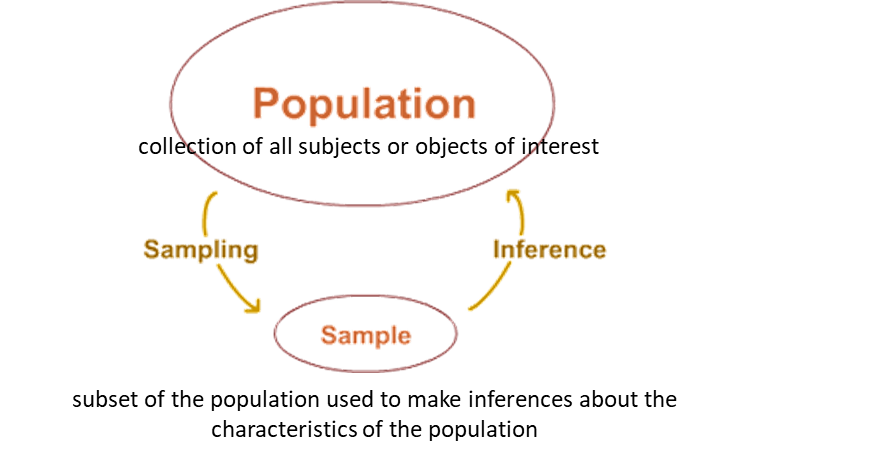 Population
collection of all subjects or objects of interest
Sampling
Inference
Sample
subset of the population used to make inferences about the
characteristics of the population